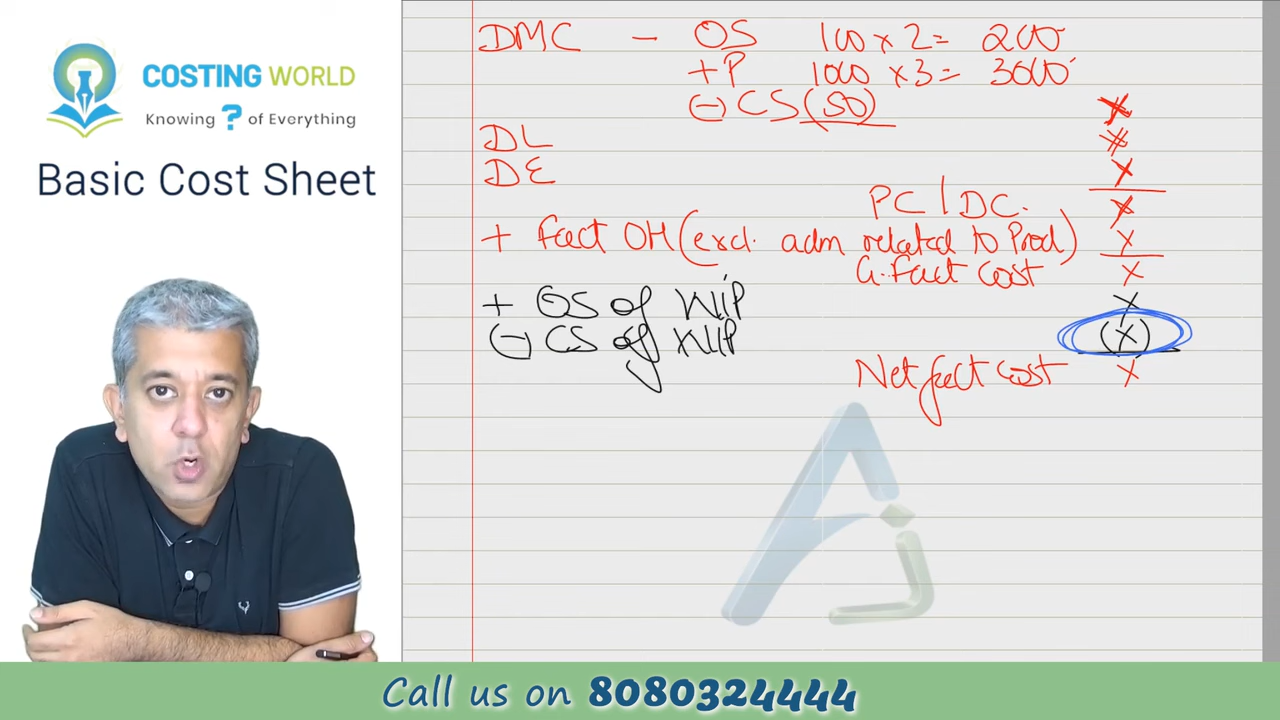 COSTING WORLD
Knowing ? of Everything
Basic Cost Sheet
DMC - OS 100 x 2 = 200
+ P 1000 x 3 = 3000
(-) CS (50) x
DL x
DE x
PC | DC. x
+ Fact OH (excl. adm related to Prod) x
G. Fact Cost x
+ OS of WIP x
(-) CS of WIP (x)
Net fact cost x
Call us on 8080324444